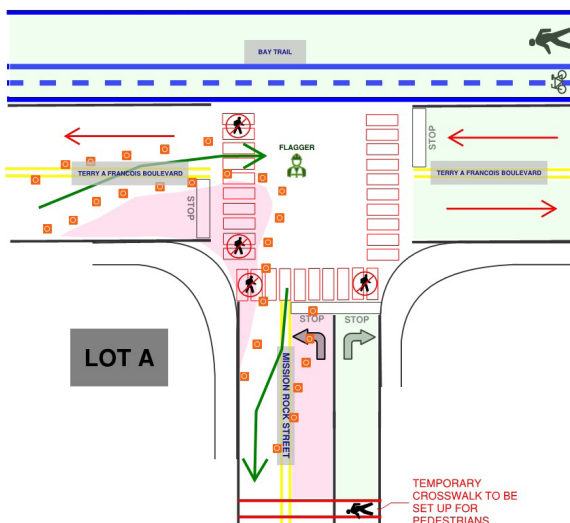 BAY TRAIL
FLAGGER
STOP
TERRY A FRANCOIS BOULEVARD
TERRY A FRANCOIS BOULEVARD
STOP
STOP STOP
LOT A
MISSION ROCK STREET
TEMPORARY
CROSSWALK TO BE
SET UP FOR
PEDESTRIANS